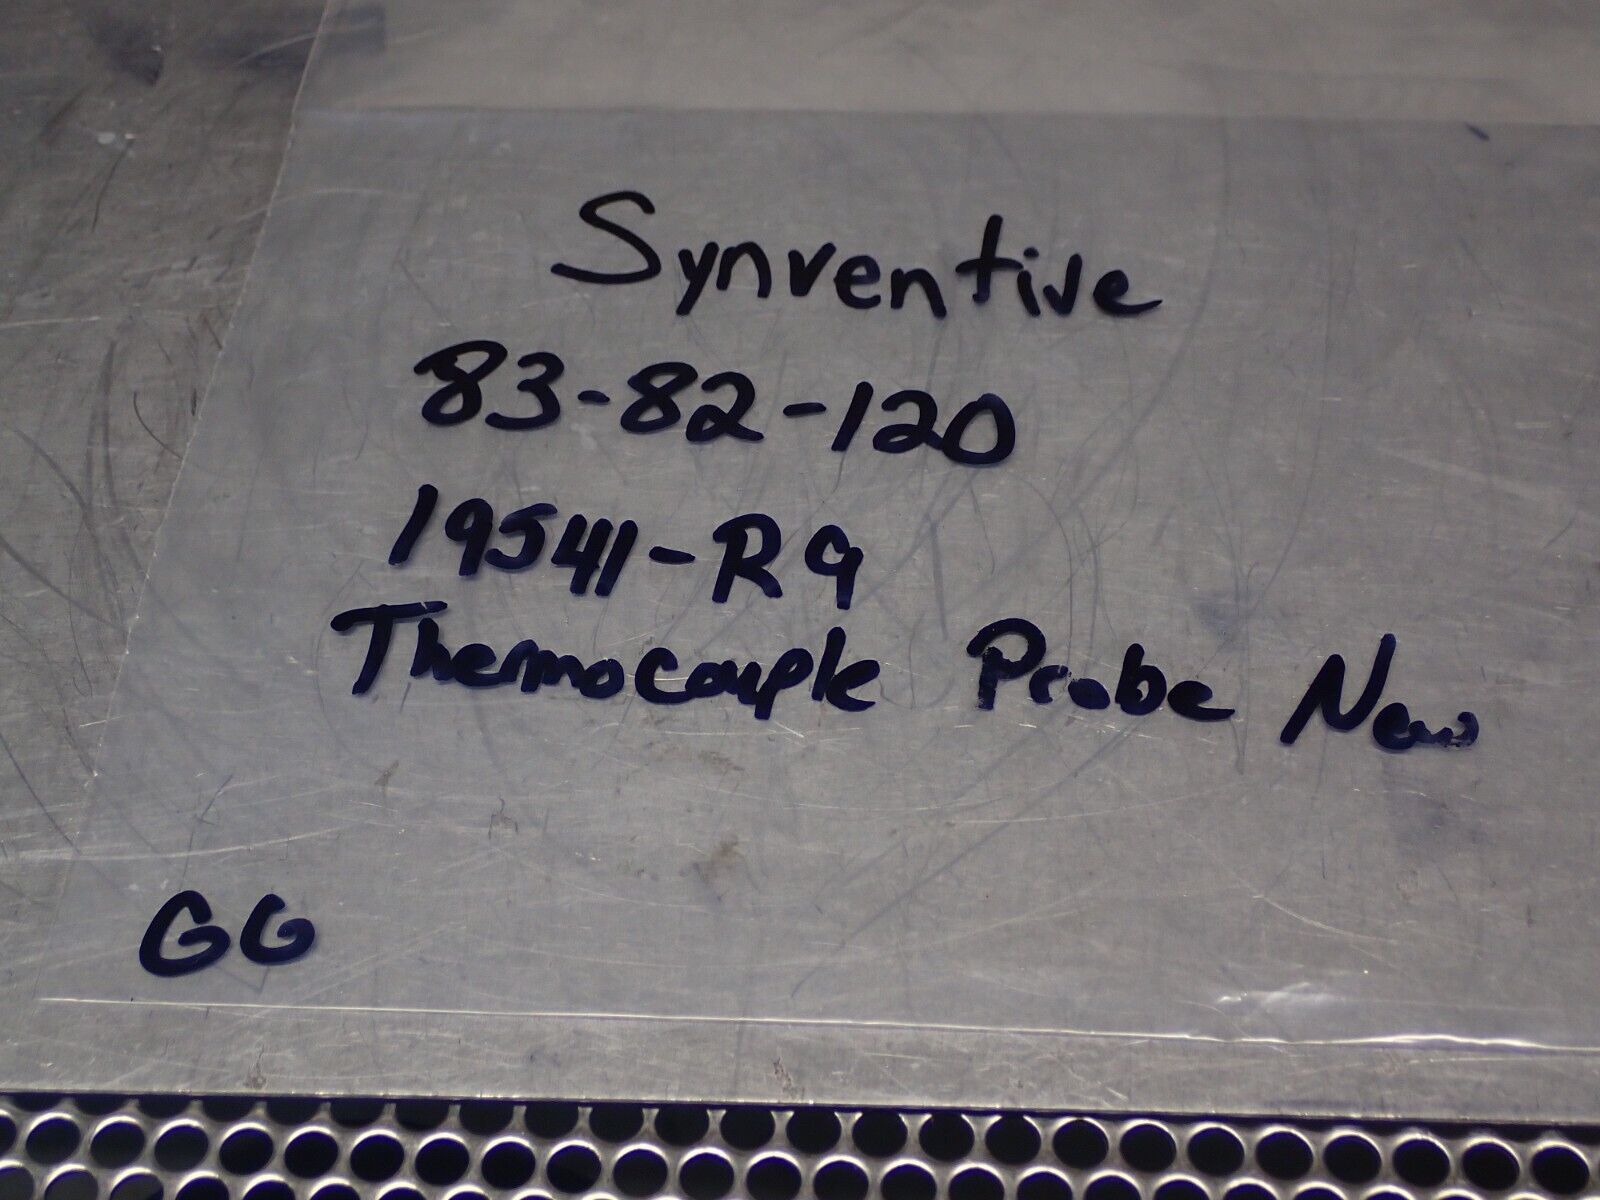 Synventive
83-82-120
19541-R9
Thermocouple Probe New
GG